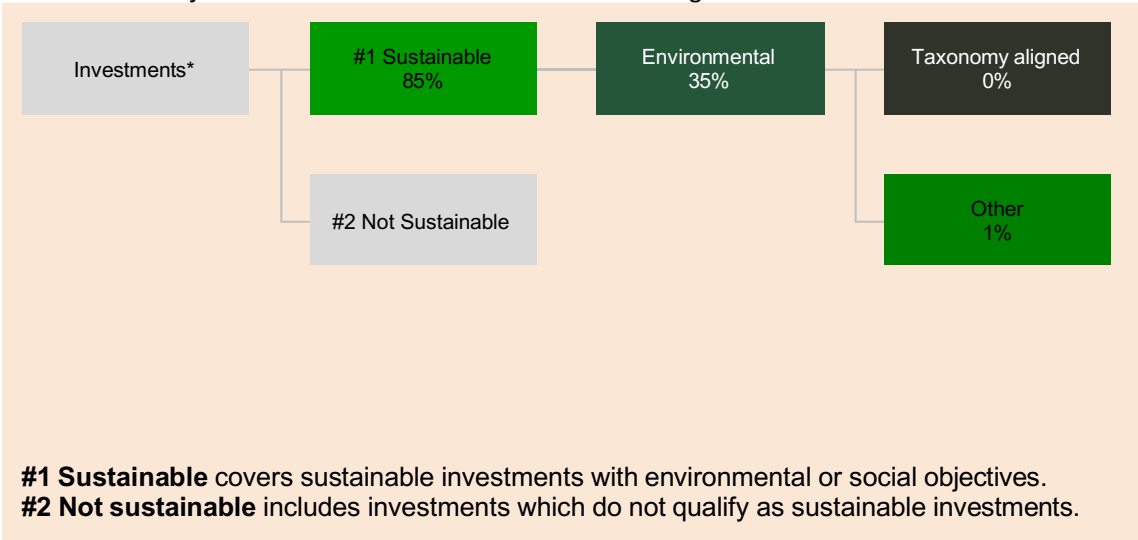 Investments*
#1 Sustainable
85%
Environmental
35%
Taxonomy aligned
0%
#2 Not Sustainable
Other
1%
#1 Sustainable covers sustainable investments with environmental or social objectives.
#2 Not sustainable includes investments which do not qualify as sustainable investments.